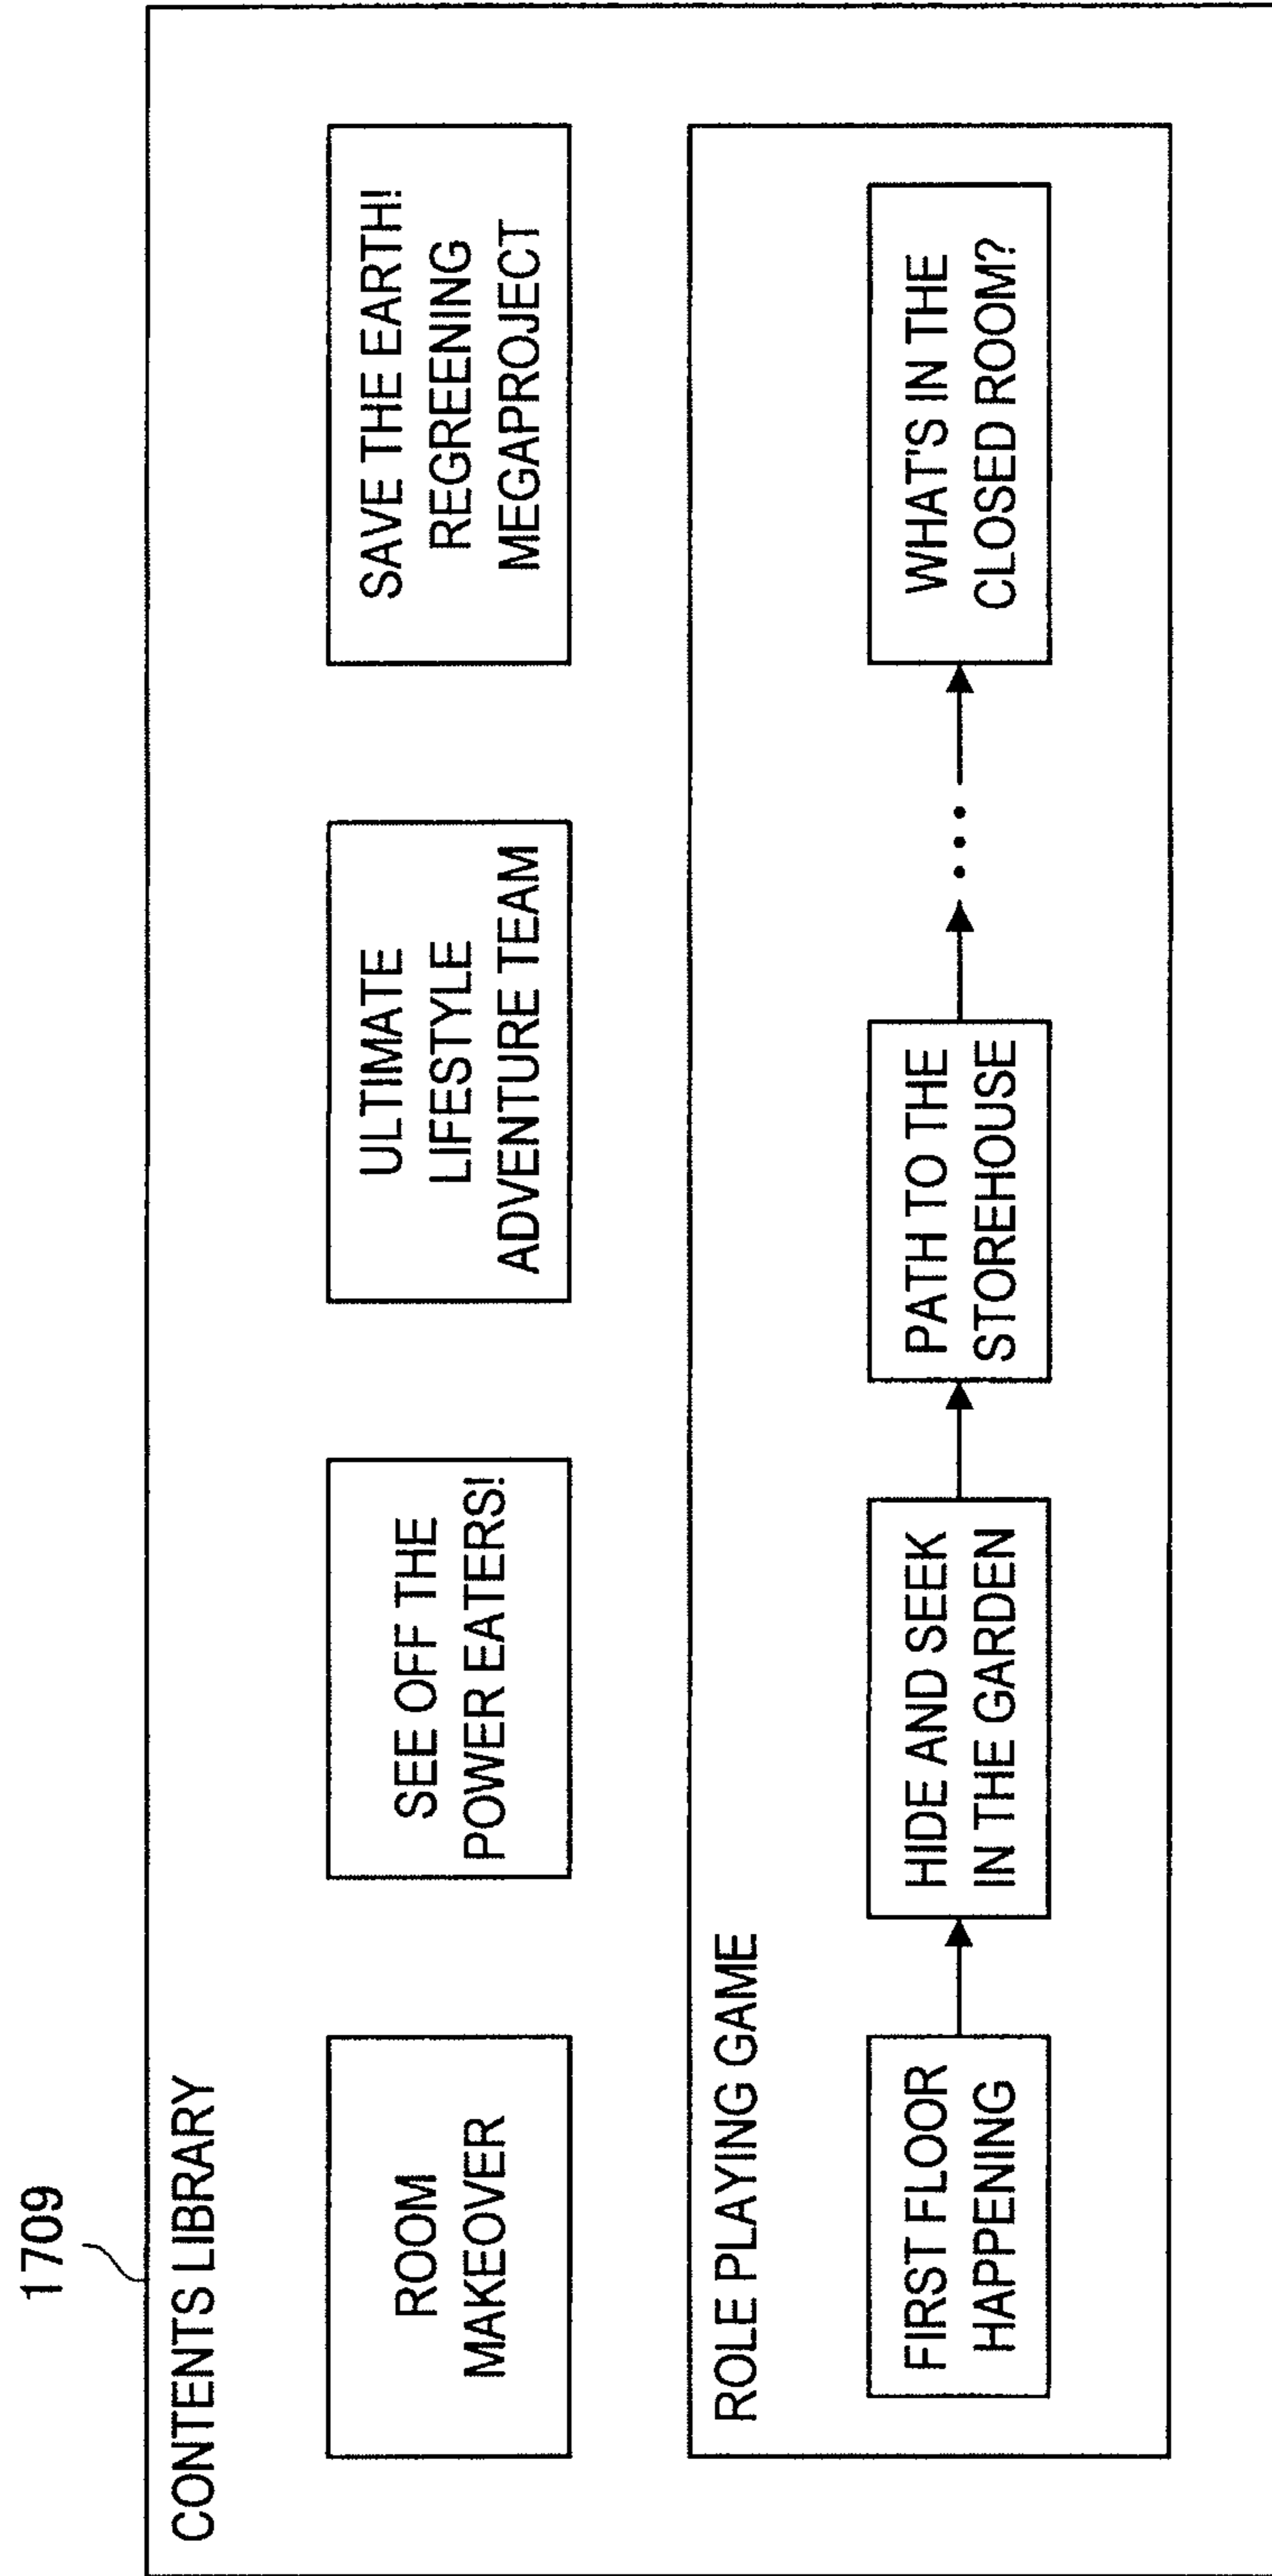 1709
CONTENTS LIBRARY
ROOM
MAKEOVER
SEE OFF THE
POWER EATERS!
ULTIMATE
LIFESTYLE
ADVENTURE TEAM
SAVE THE EARTH!
REGREENING
MEGAPROJECT
ROLE PLAYING GAME
FIRST FLOOR
HAPPENING
HIDE AND SEEK
IN THE GARDEN
PATH TO THE
STOREHOUSE
WHAT'S IN THE
CLOSED ROOM?